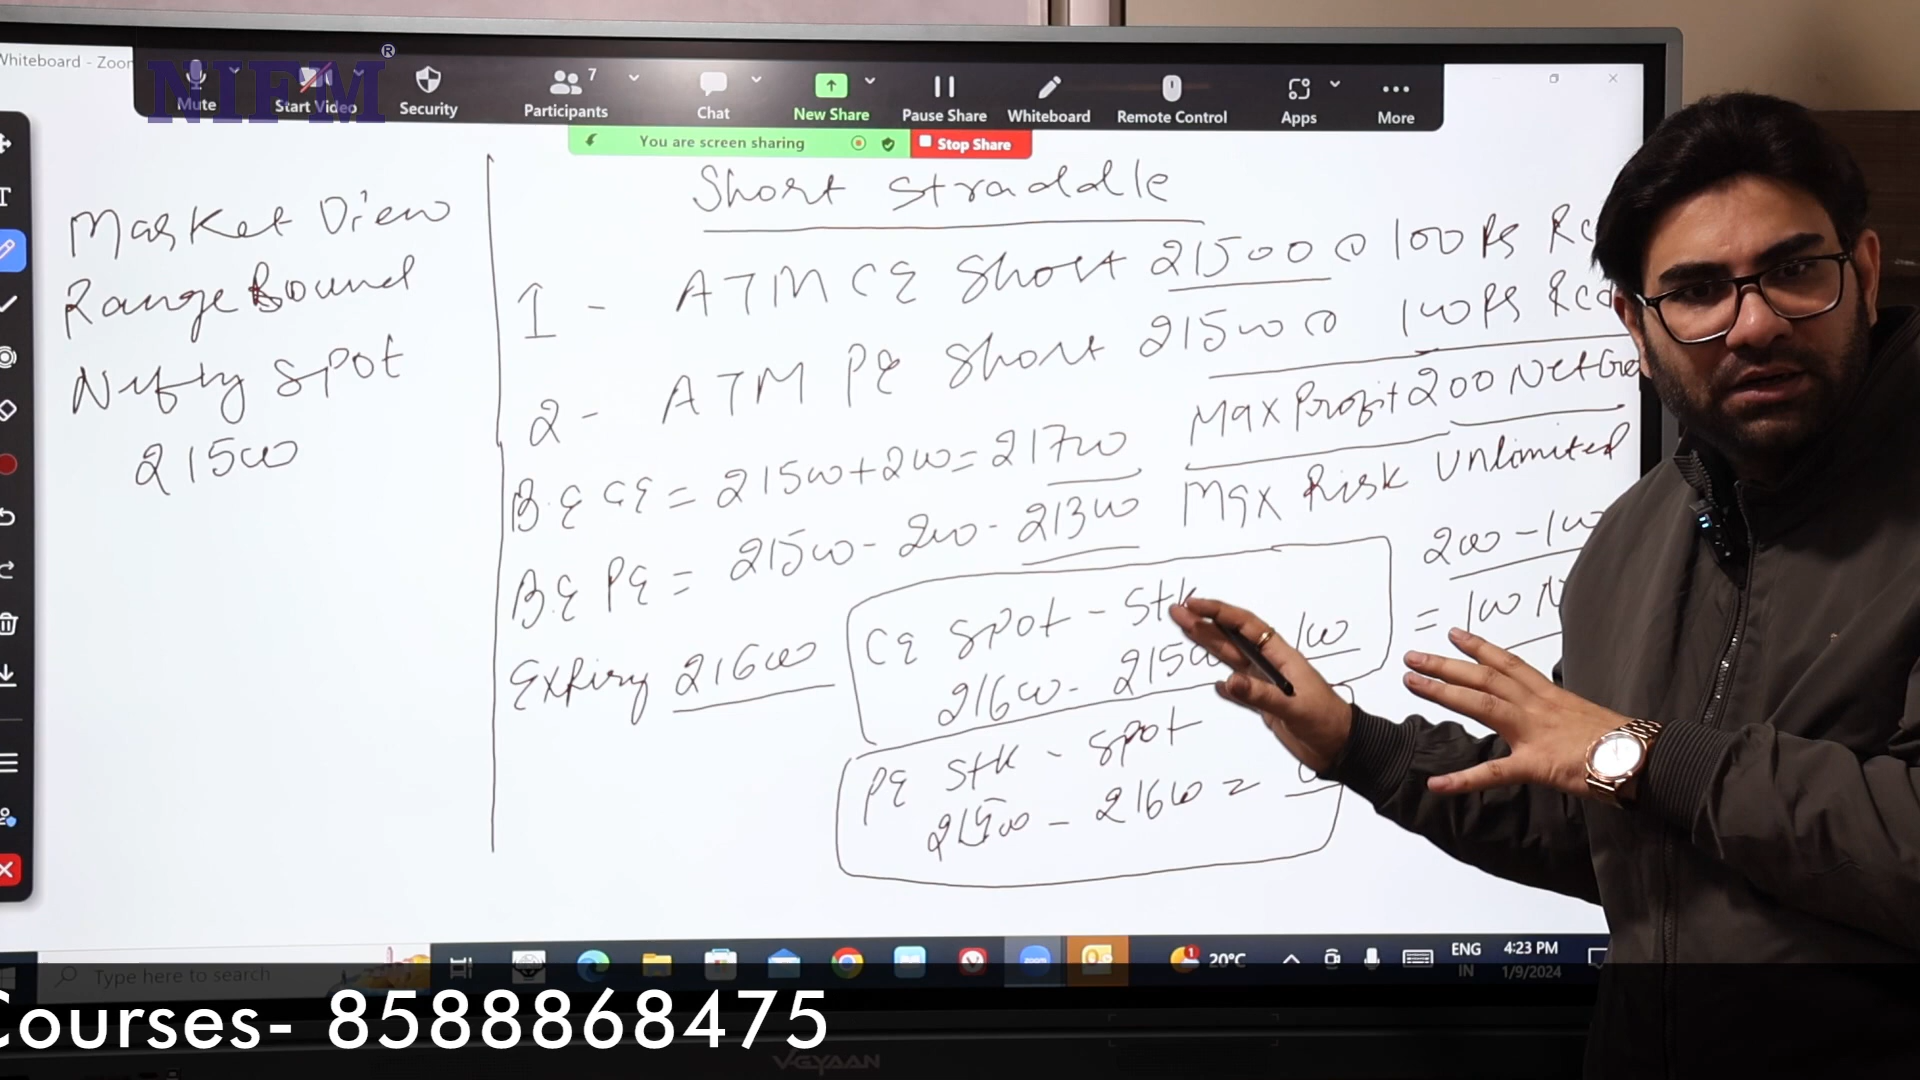 Whiteboard - Zoom
NIFM®
Mute
Start Video
Security
7
Participants
Chat
New Share
Pause Share
Whiteboard
Remote Control
Apps
More
You are screen sharing
Stop Share
Market View
Range Bound
Nifty Spot
21500
Short Straddle
1 - ATM CE Short 21500 @ 100 Rs
2 - ATM PE Short 21500 @ 100 Rs
Max Profit 200 Net
Max Risk Unlimited
B.E CE = 21500+200=21700
B.E PE = 21500-200-21300
Expiry 21600
CE Spot - Stk
21600-
PE Stk - Spot
21500 - 21600 =
200-100
= 100
Type here to search
20°C
ENG
IN
4:23 PM
1/9/2024
Courses- 8588868475
V-GYAAN